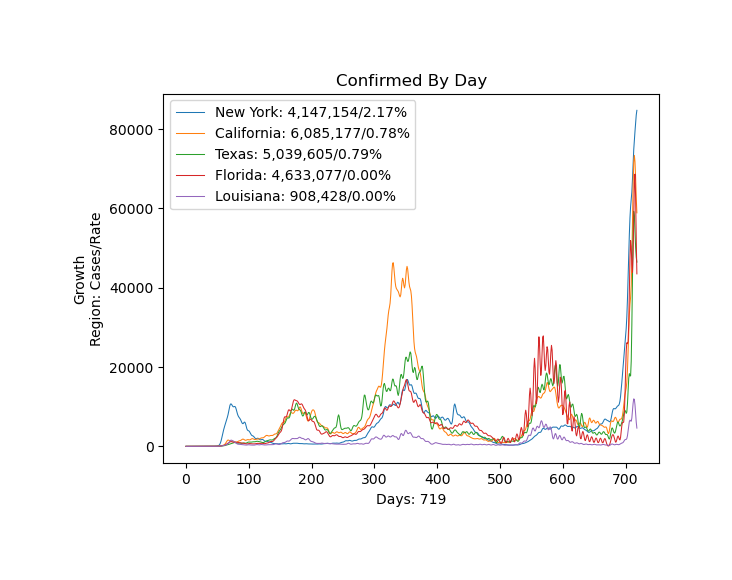 Confirmed By Day
New York: 4,147,154/2.17%
California: 6,085,177/0.78%
Texas: 5,039,605/0.79%
Florida: 4,633,077/0.00%
Louisiana: 908,428/0.00%
80000
60000
40000
20000
0
Growth
Region: Cases/Rate
0 100 200 300 400 500 600 700
Days: 719